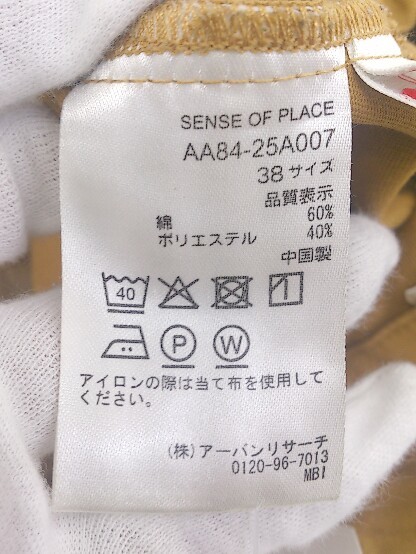 SENSE OF PLACE
AA84-25A007
38 サイズ
品質表示
綿 60%
ポリエステル 40%
中国製
40
P W
アイロンの際は当て布を使用して
ください。
(株) アーバンリサーチ
0120-96-7013
MBI